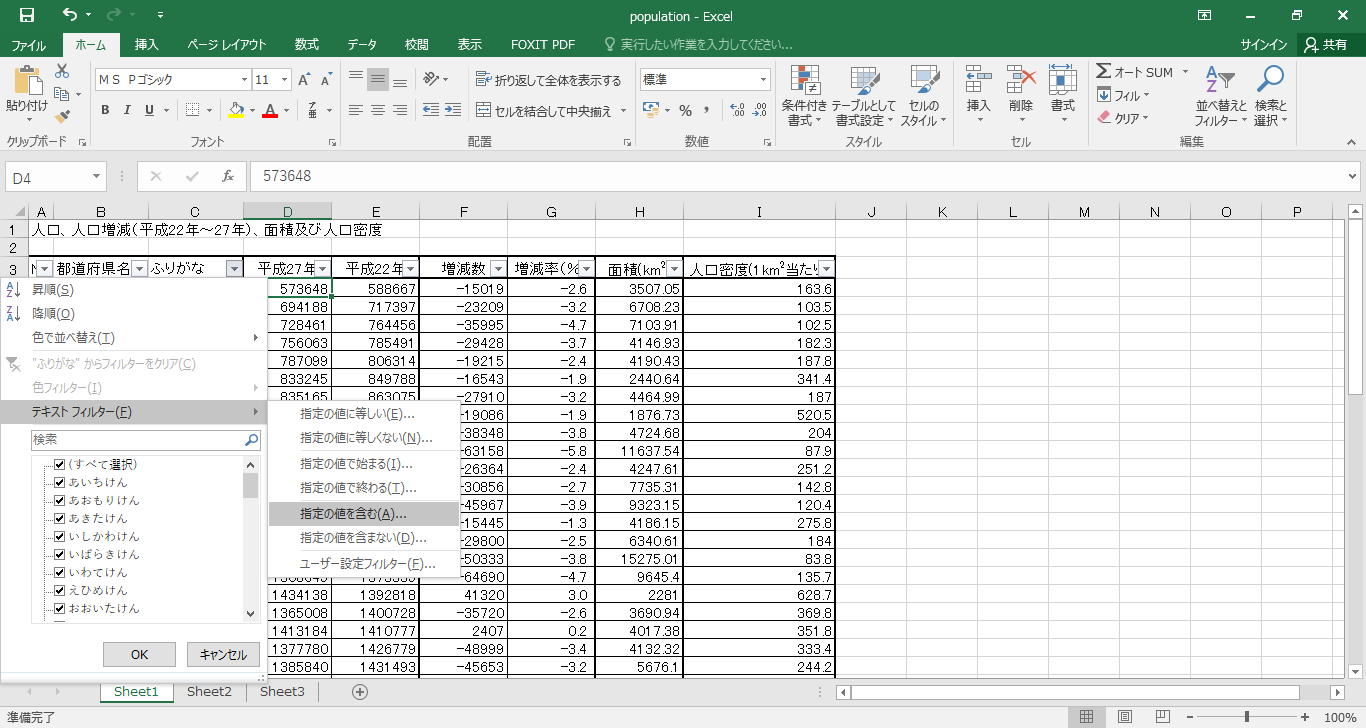 population - Excel
ファイル ホーム 挿入 ページ レイアウト 数式 データ 校閲 表示 FOXIT PDF 実行したい作業を入力してください... サインイン 共有
貼り付け
クリップボード
ＭＳ Ｐゴシック 11
B I U
フォント
折り返して全体を表示する
セルを結合して中央揃え
配置
標準
%
数値
条件付き書式
テーブルとして書式設定
セルのスタイル
スタイル
挿入 削除 書式
セル
オート SUM
フィル
クリア
並べ替えとフィルター
検索と選択
編集
D4 fx 573648
A B C D E F G H I J K L M N O P
1 人口、人口増減(平成22年～27年)、面積及び人口密度
2
3 都道府県名 ふりがな 平成27年 平成22年 増減数 増減率(% 面積(km² 人口密度(1km²当たり
573648 588667 -15019 -2.6 3507.05 163.6
694188 717397 -23209 -3.2 6708.23 103.5
728461 764456 -35995 -4.7 7103.91 102.5
756063 785491 -29428 -3.7 4146.93 182.3
787099 806314 -19215 -2.4 4190.43 187.8
833245 849788 -16543 -1.9 2440.64 341.4
835165 863075 -27910 -3.2 4464.99 187
-19086 -1.9 1876.73 520.5
-38348 -3.8 4724.68 204
-63158 -5.8 11637.54 87.9
-26364 -2.4 4247.61 251.2
-30856 -2.7 7735.31 142.8
-45967 -3.9 9323.15 120.4
-15445 -1.3 4186.15 275.8
-29800 -2.5 6340.61 184
-50333 -3.8 15275.01 83.8
-64690 -4.7 9645.4 135.7
1434138 1392818 41320 3.0 2281 628.7
1365008 1400728 -35720 -2.6 3690.94 369.8
1413184 1410777 2407 0.2 4017.38 351.8
1377780 1426779 -48999 -3.4 4132.32 333.4
1385840 1431493 -45653 -3.2 5676.1 244.2
昇順(S)
降順(O)
色で並べ替え(T)
"ふりがな" からフィルターをクリア(C)
色フィルター(I)
テキスト フィルター(F)
検索
(すべて選択)
あいちけん
あおもりけん
あきたけん
いしかわけん
いばらきけん
いわてけん
えひめけん
おおいたけん
OK キャンセル
指定の値に等しい(E)...
指定の値に等しくない(N)...
指定の値で始まる(I)...
指定の値で終わる(T)...
指定の値を含む(A)...
指定の値を含まない(D)...
ユーザー設定フィルター(F)...
Sheet1 Sheet2 Sheet3
準備完了 100%